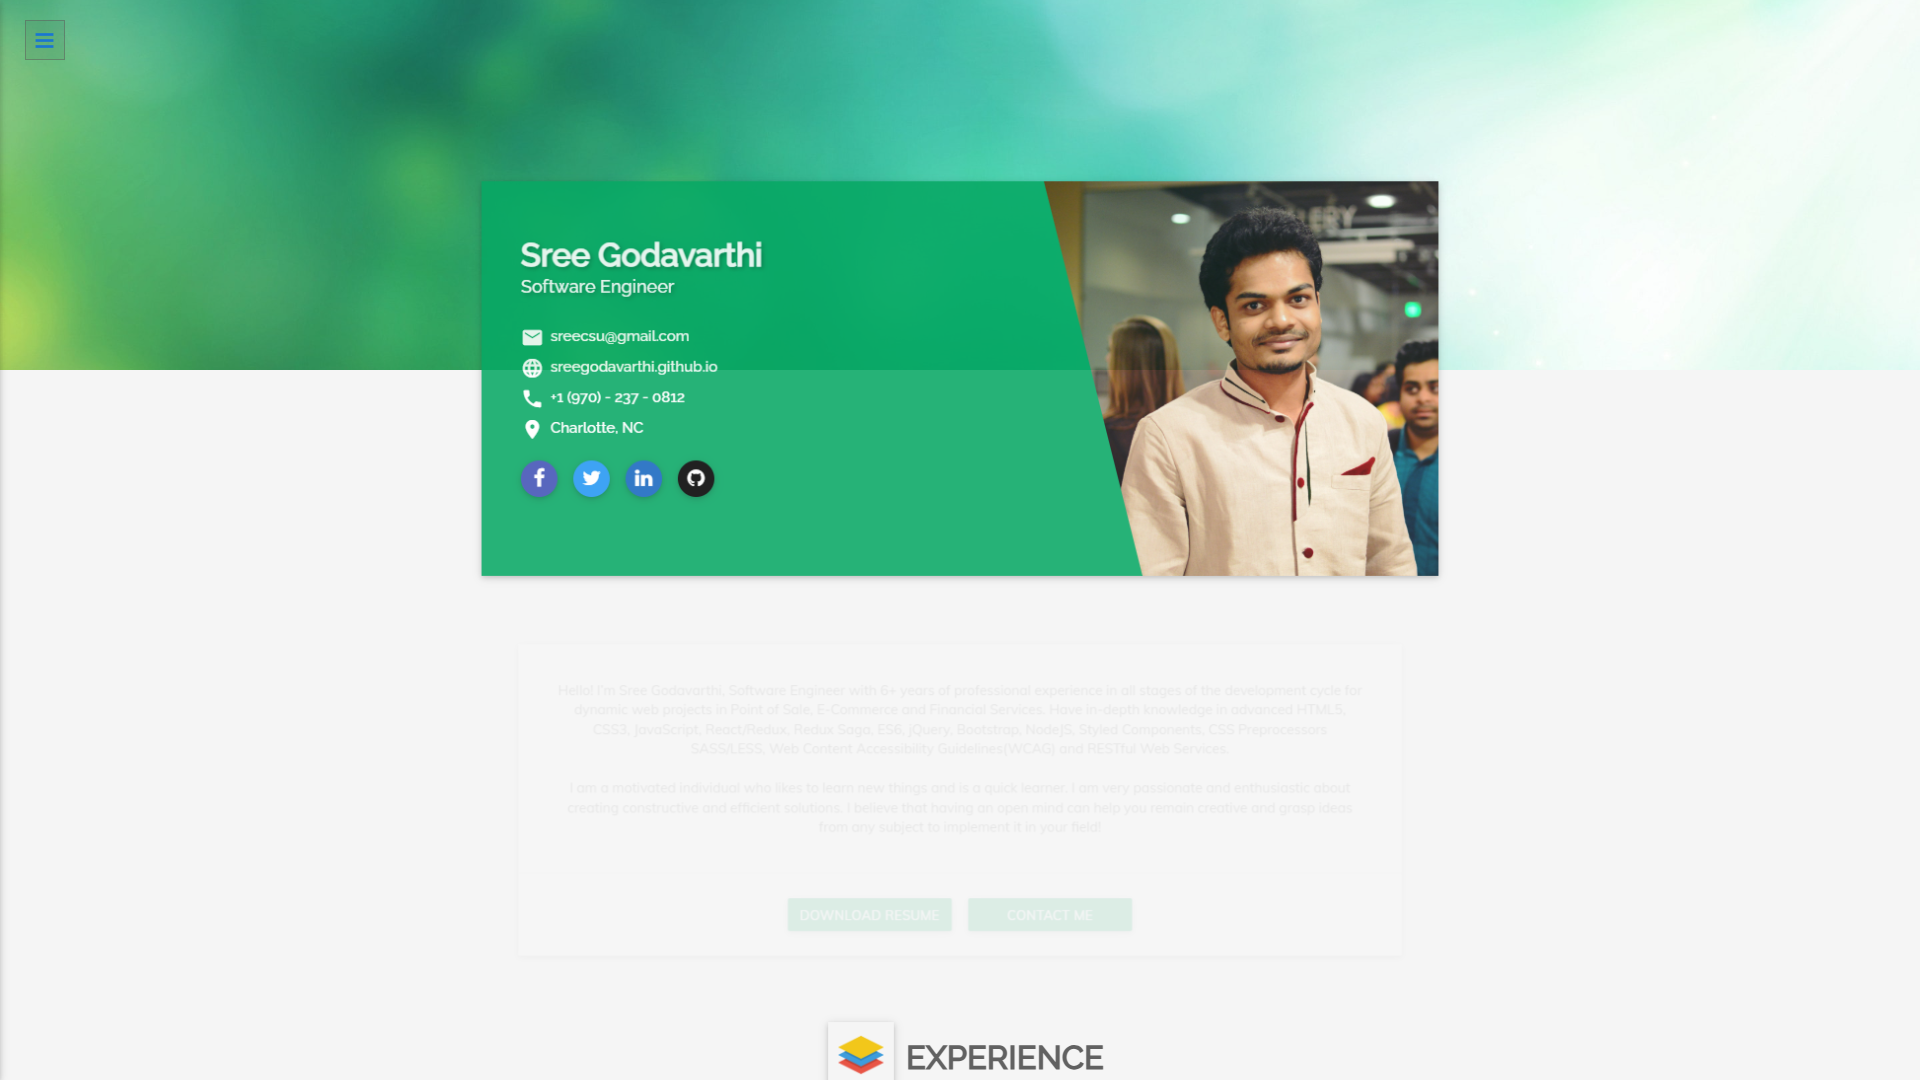 Sree Godavarthi
Software Engineer
sreecsu@gmail.com
sreegodavarthi.github.io
+1 (970) - 237 - 0812
Charlotte, NC
Hello! I'm Sree Godavarthi, Software Engineer with 6+ years of professional experience in all stages of the development cycle for
dynamic web projects in Point of Sale, E-Commerce and Financial Services. Have in-depth knowledge in advanced HTML5,
CSS3, JavaScript, React/Redux, Redux Saga, ES6, jQuery, Bootstrap, NodeJS, Styled Components, CSS Preprocessors
SASS/LESS, Web Content Accessibility Guidelines(WCAG) and RESTful Web Services.
I am a motivated individual who likes to learn new things and is a quick learner. I am very passionate and enthusiastic about
creating constructive and efficient solutions. I believe that having an open mind can help you remain creative and grasp ideas
from any subject to implement it in your field!
DOWNLOAD RESUME
CONTACT ME
EXPERIENCE